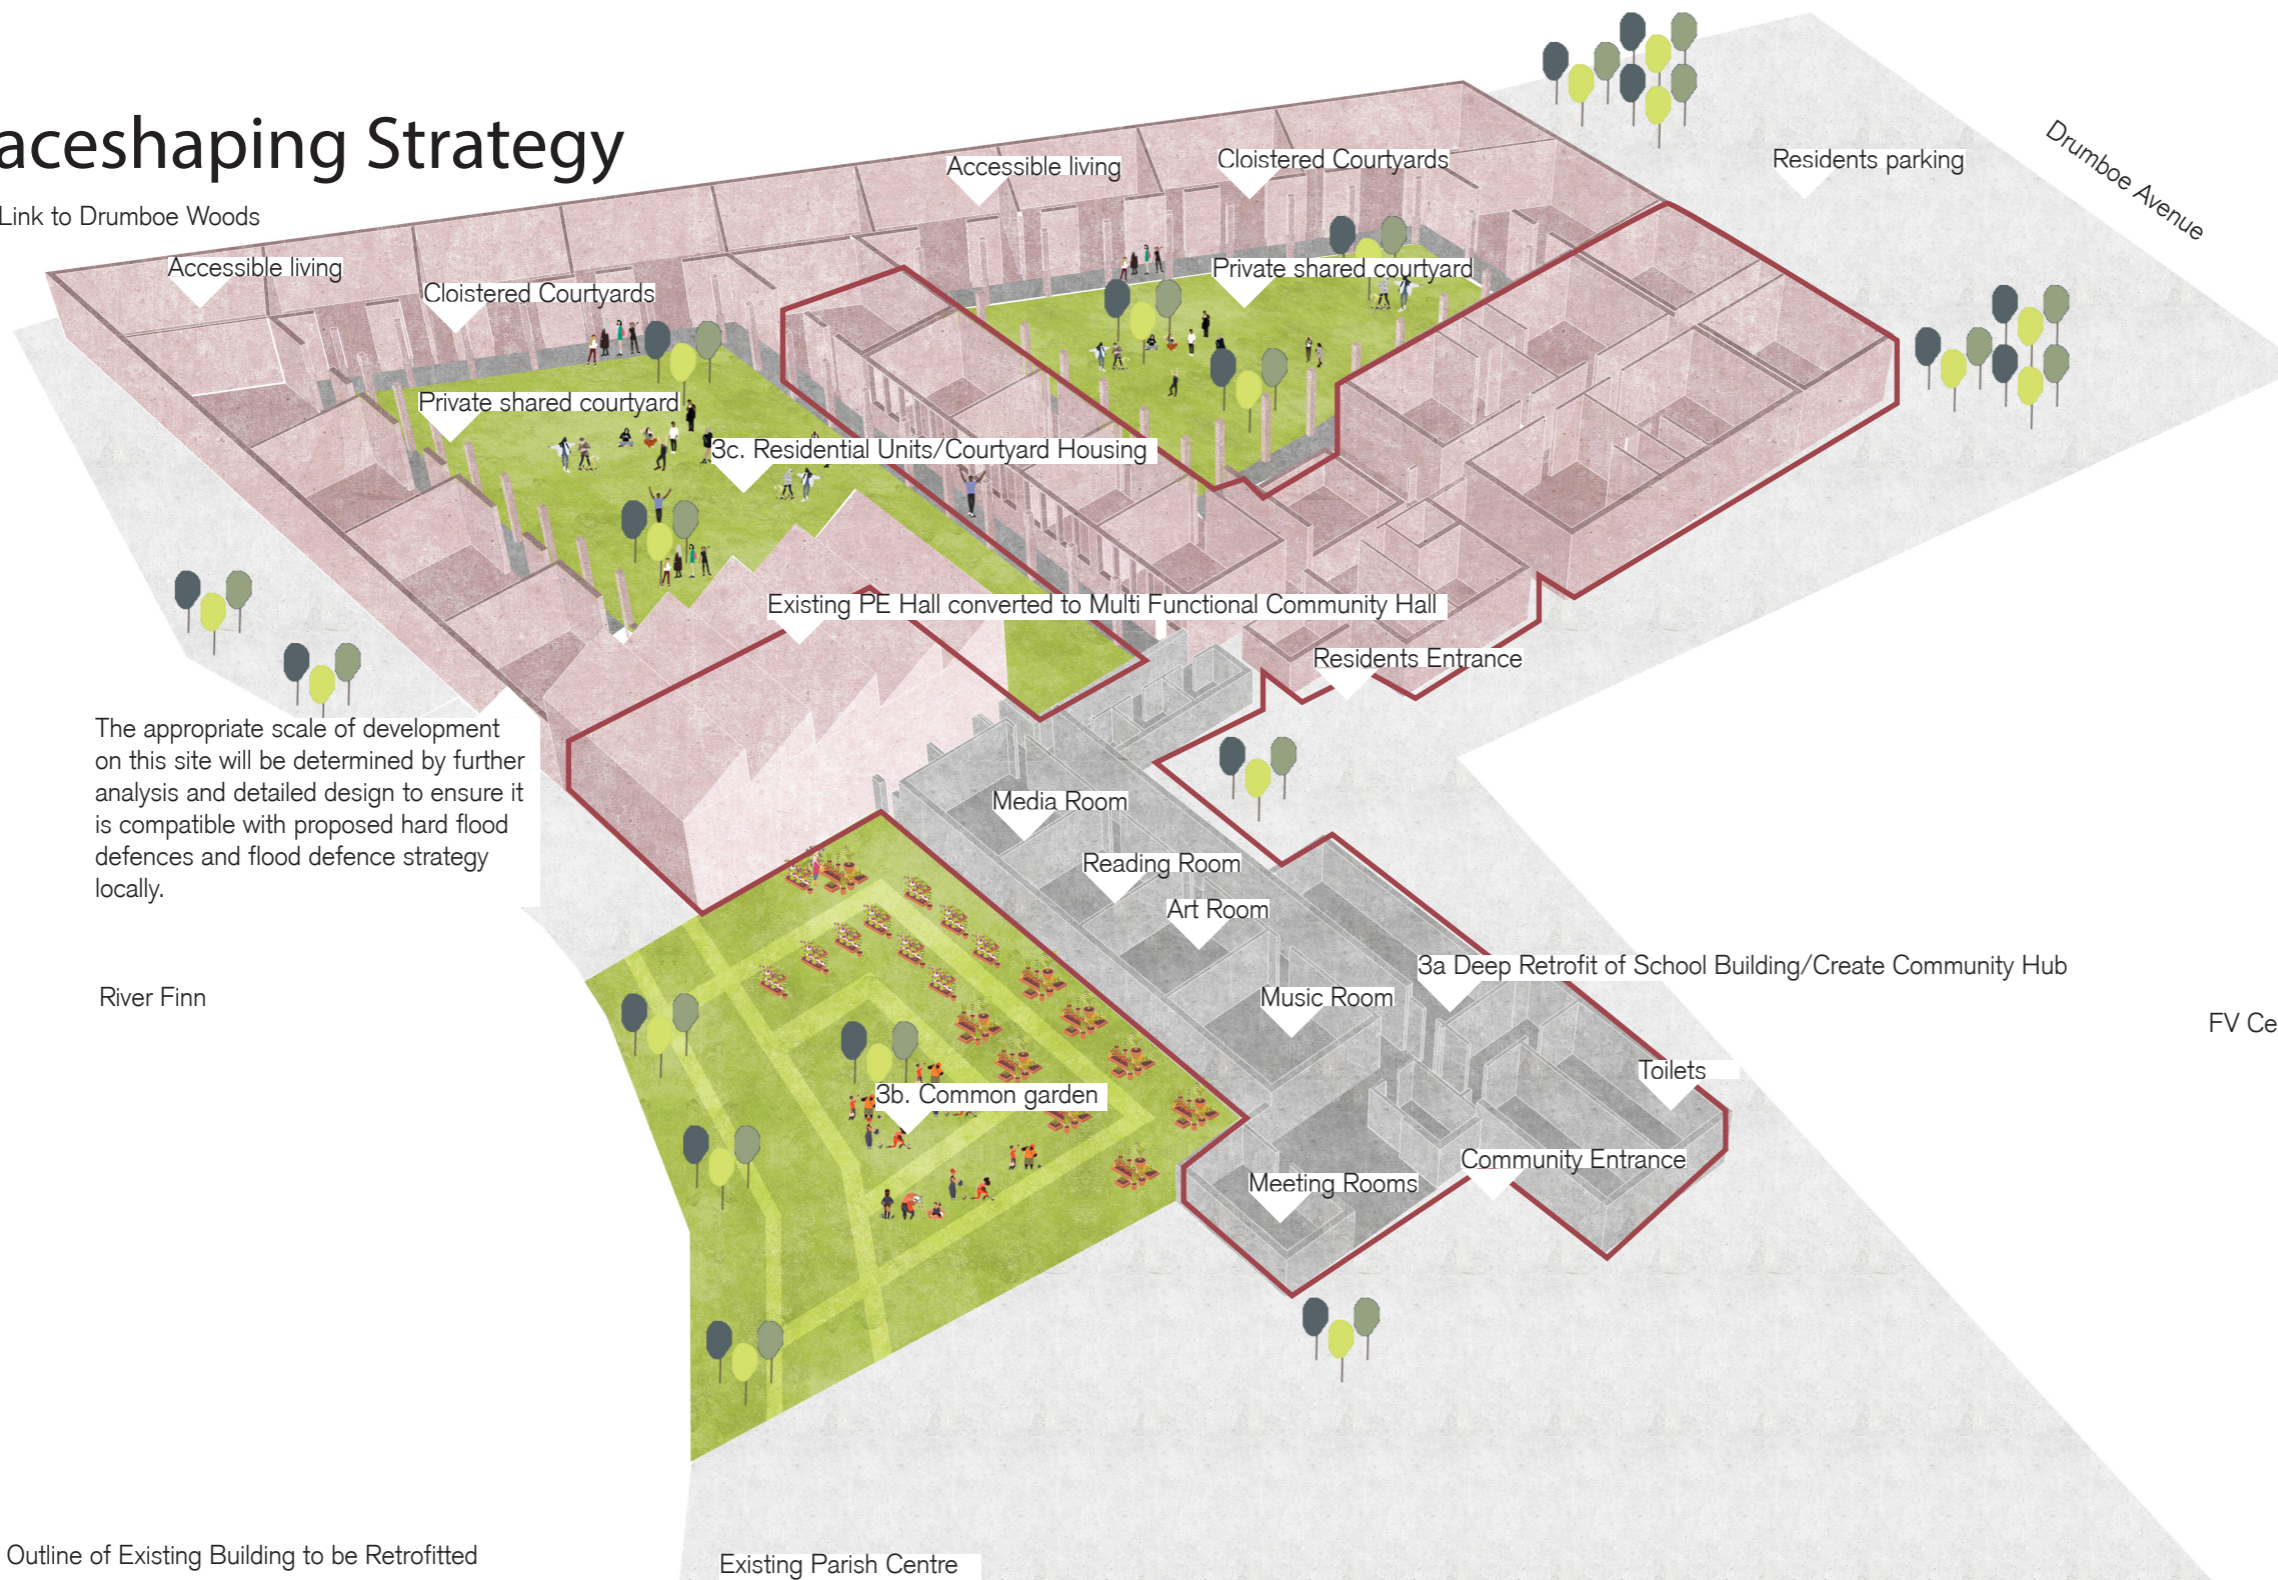 aceshaping Strategy
Link to Drumboe Woods
Accessible living
Cloistered Courtyards
Residents parking
Drumboe Avenue
Accessible living
Cloistered Courtyards
Private shared courtyard
Private shared courtyard
3c. Residential Units/Courtyard Housing
Existing PE Hall converted to Multi Functional Community Hall
Residents Entrance
The appropriate scale of development
on this site will be determined by further
analysis and detailed design to ensure it
is compatible with proposed hard flood
defences and flood defence strategy
locally.
Media Room
Reading Room
Art Room
3a Deep Retrofit of School Building/Create Community Hub
River Finn
Music Room
FV Ce
Toilets
3b. Common garden
Community Entrance
Meeting Rooms
Outline of Existing Building to be Retrofitted
Existing Parish Centre